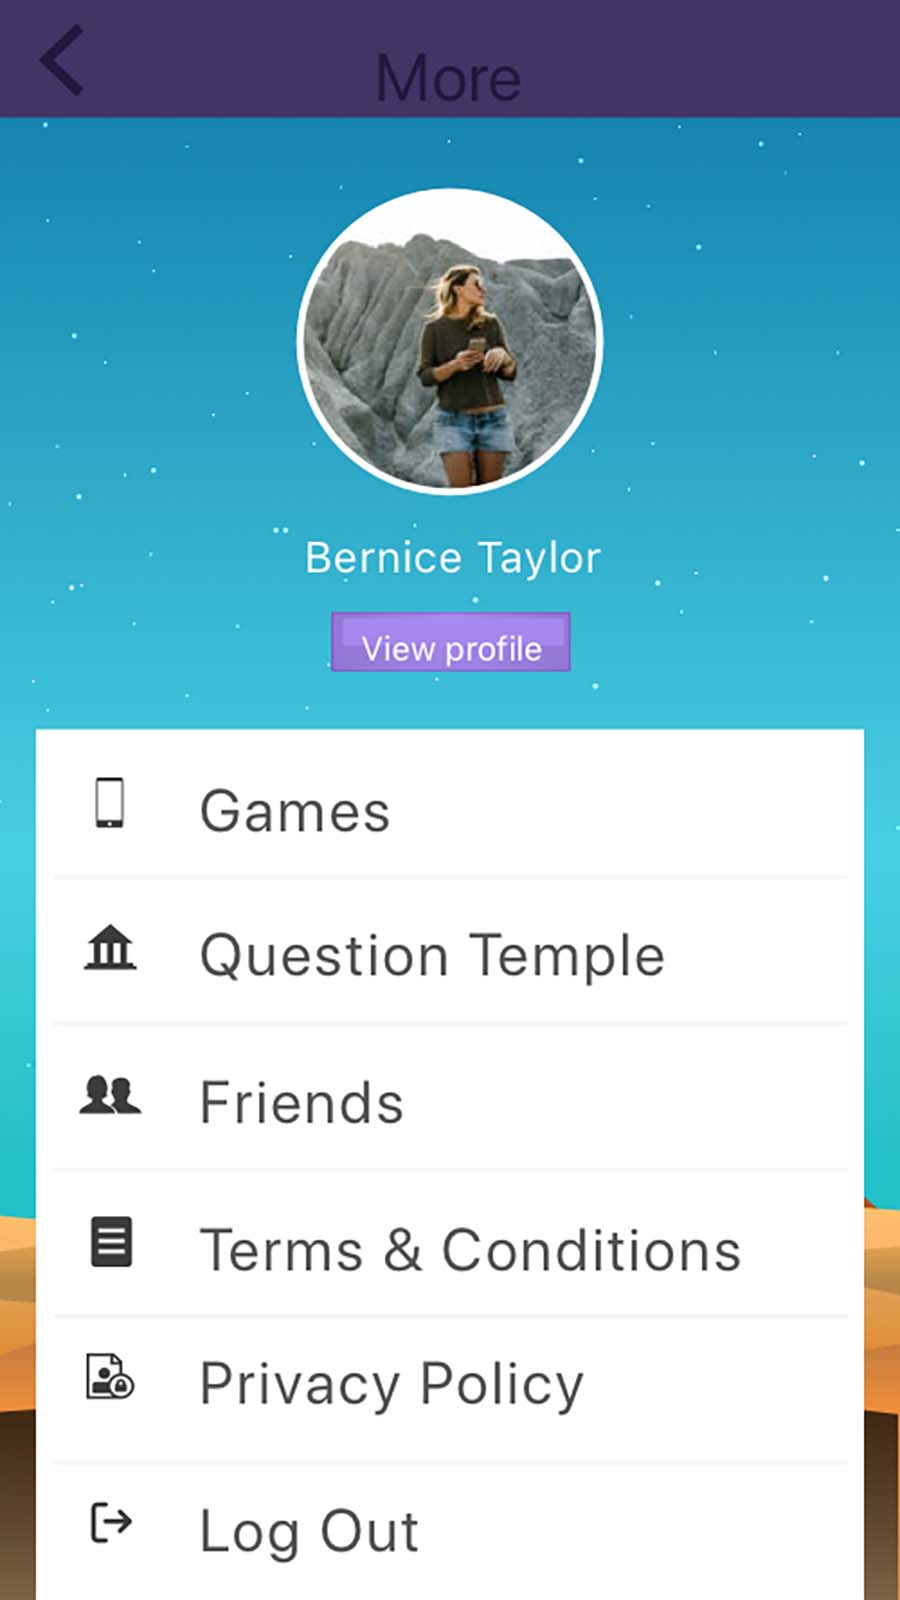 More
Bernice Taylor
View profile
Games
Question Temple
Friends
Terms & Conditions
Privacy Policy
Log Out